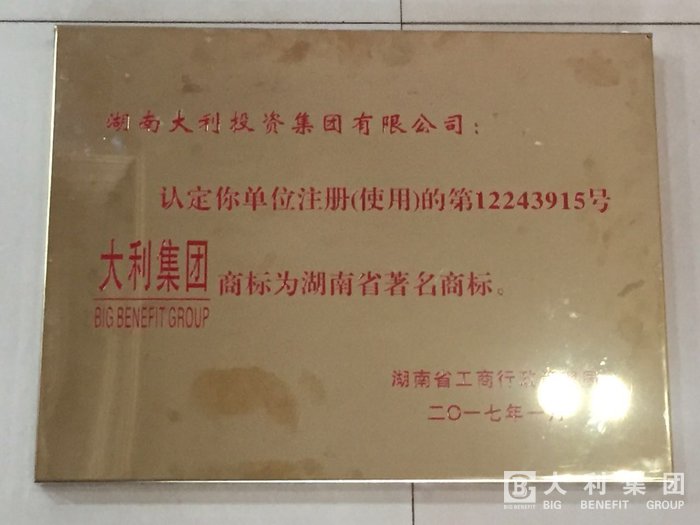 湖南大利投资集团有限公司：
认定你单位注册(使用)的第12243915号
大利集团
BIG BENEFIT GROUP
商标为湖南省著名商标。
湖南省工商行政
二〇一七年一月
大利集团
BIG BENEFIT GROUP
BIG BENEFIT